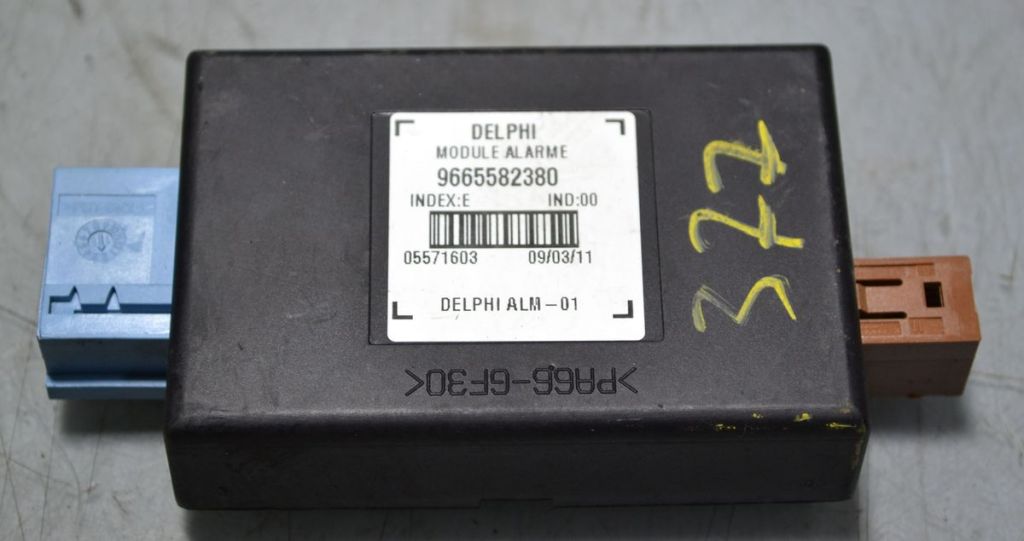 DELPHI
MODULE ALARME
9665582380
INDEX:E IND:00
05571603 09/03/11
DELPHI ALM-01
>PA66-GF30<